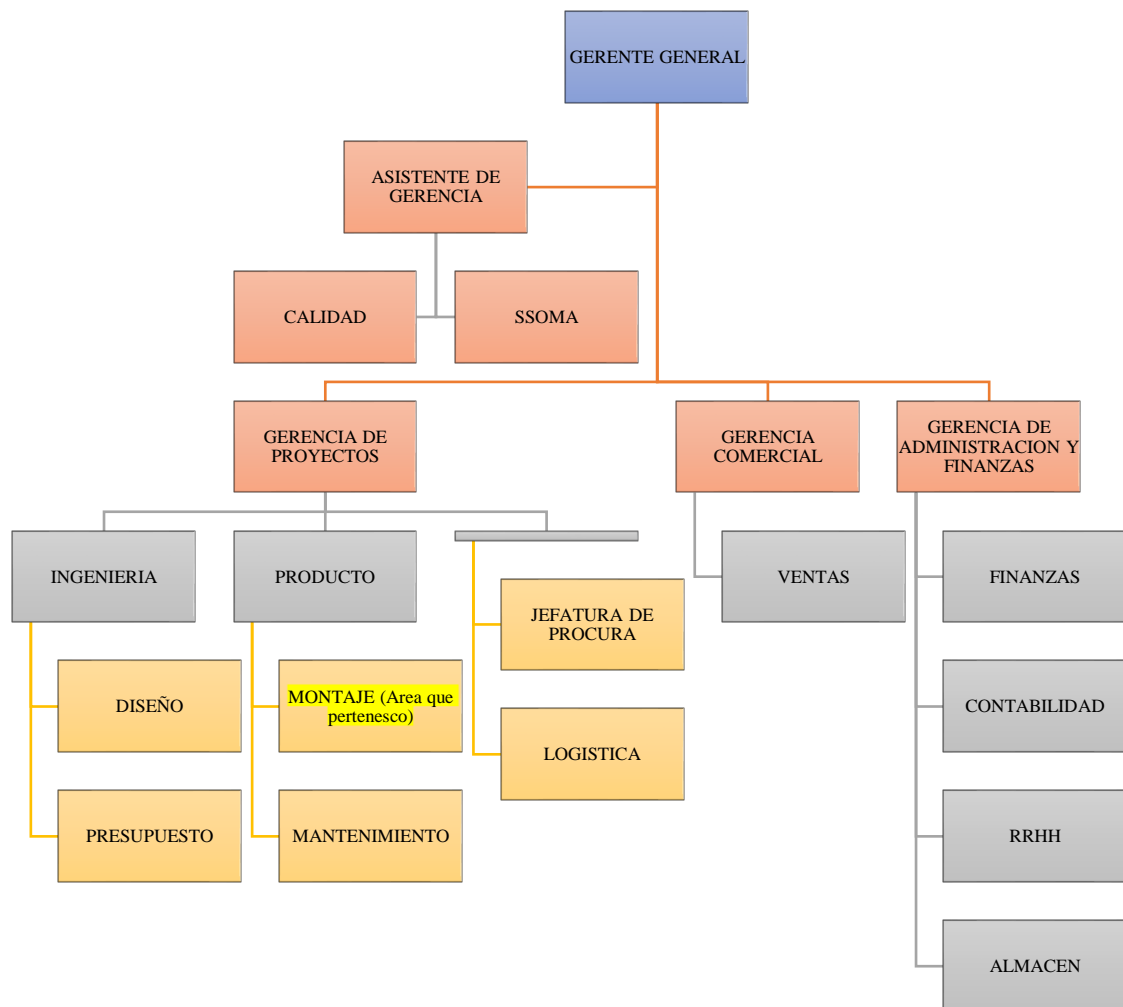 GERENTE GENERAL
ASISTENTE DE
GERENCIA
CALIDAD
SSOMA
GERENCIA DE
PROYECTOS
GERENCIA
COMERCIAL
GERENCIA DE
ADMINISTRACION Y
FINANZAS
INGENIERIA
PRODUCTO
VENTAS
FINANZAS
JEFATURA DE
PROCURA
DISEÑO
MONTAJE (Area que
pertenesco)
LOGISTICA
CONTABILIDAD
PRESUPUESTO
MANTENIMIENTO
RRHH
ALMACEN